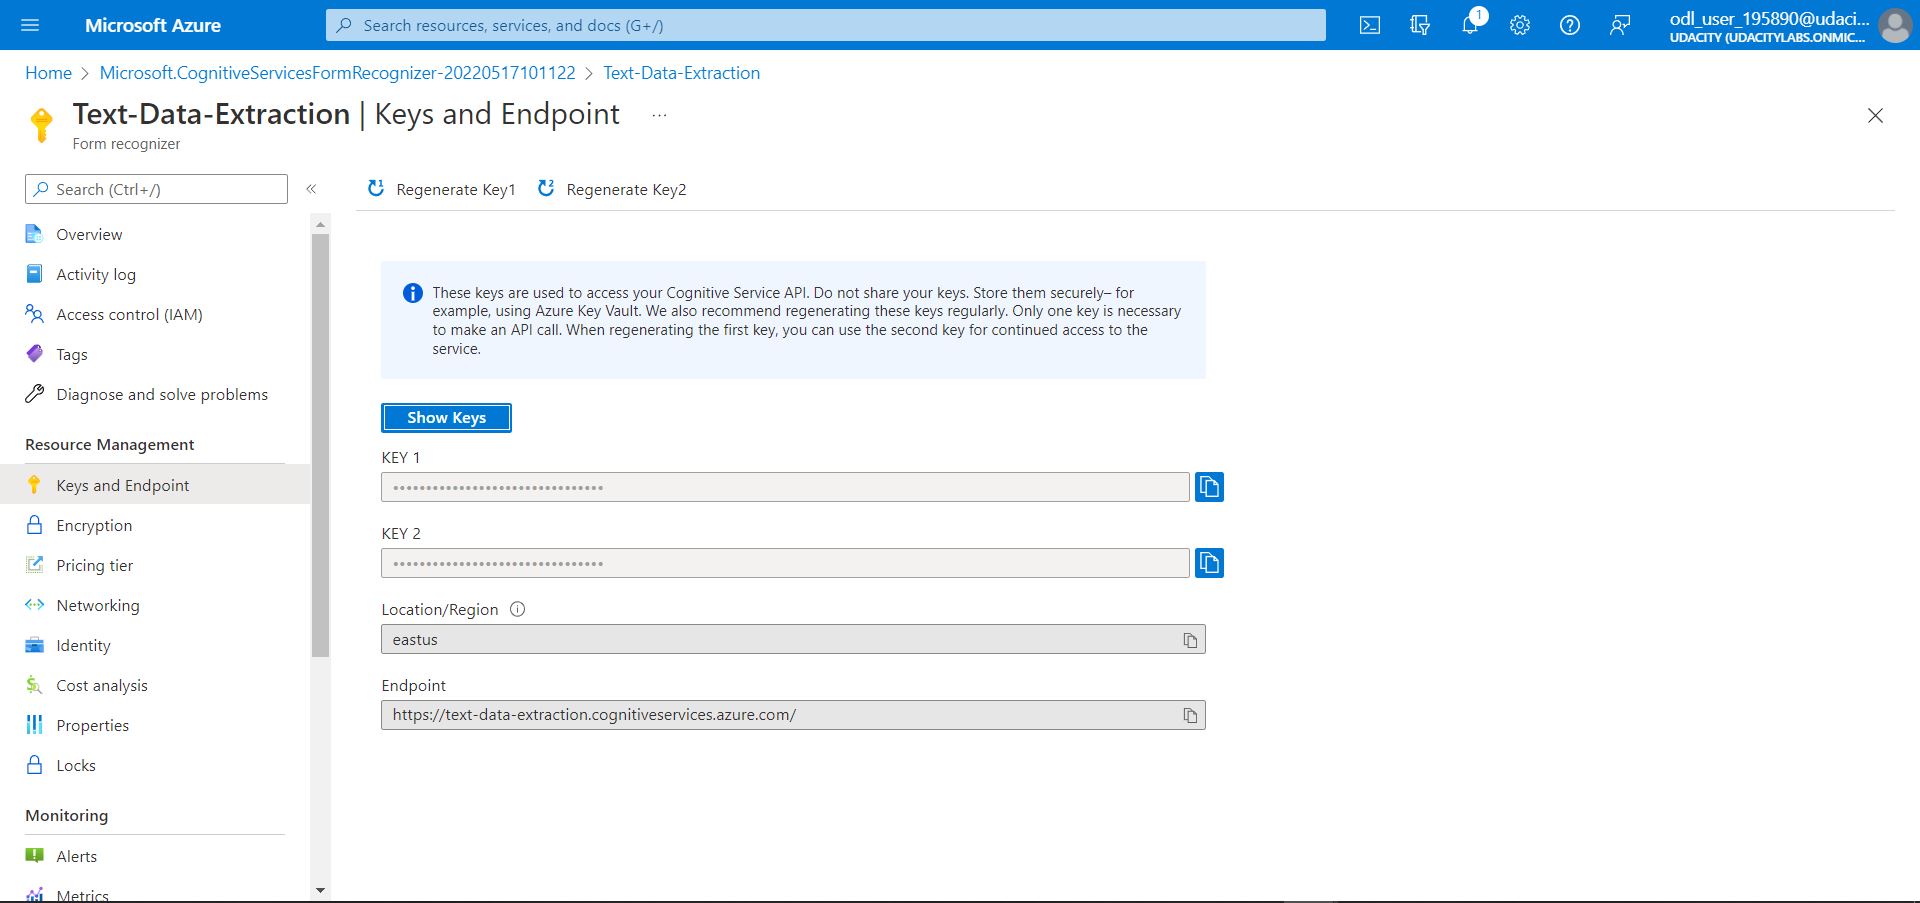 Microsoft Azure
Search resources, services, and docs (G+/)
1
odl_user_195890@udaci...
UDACITY (UDACITYLABS.ONMIC...
Home > Microsoft.CognitiveServicesFormRecognizer-20220517101122 > Text-Data-Extraction
Text-Data-Extraction | Keys and Endpoint ...
Form recognizer
Search (Ctrl+/) «
Regenerate Key1 Regenerate Key2
Overview
Activity log
Access control (IAM)
Tags
Diagnose and solve problems
Resource Management
Keys and Endpoint
Encryption
Pricing tier
Networking
Identity
Cost analysis
Properties
Locks
Monitoring
Alerts
Metrics
These keys are used to access your Cognitive Service API. Do not share your keys. Store them securely– for
example, using Azure Key Vault. We also recommend regenerating these keys regularly. Only one key is necessary
to make an API call. When regenerating the first key, you can use the second key for continued access to the
service.
Show Keys
KEY 1
••••••••••••••••••••••••••••••••
KEY 2
••••••••••••••••••••••••••••••••
Location/Region
eastus
Endpoint
https://text-data-extraction.cognitiveservices.azure.com/